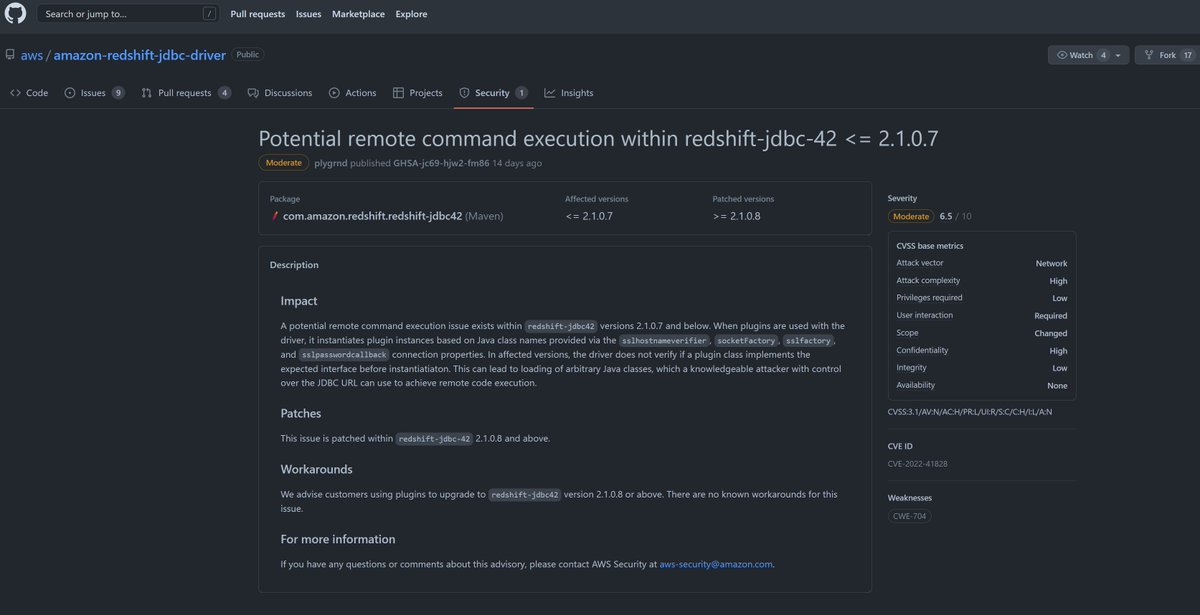 Search or jump to... /
Pull requests Issues Marketplace Explore
aws / amazon-redshift-jdbc-driver Public
Watch 4 Fork 17
Code Issues 9 Pull requests 4 Discussions Actions Projects Security 1 Insights
Potential remote command execution within redshift-jdbc-42 <= 2.1.0.7
Moderate plygrnd published GHSA-jc69-hjw2-fm86 14 days ago
Package Affected versions Patched versions
com.amazon.redshift.redshift-jdbc42 (Maven) <= 2.1.0.7 >= 2.1.0.8
Description
Impact
A potential remote command execution issue exists within redshift-jdbc42 versions 2.1.0.7 and below. When plugins are used with the
driver, it instantiates plugin instances based on Java class names provided via the sslhostnameverifier, socketFactory, sslfactory,
and sslpasswordcallback connection properties. In affected versions, the driver does not verify if a plugin class implements the
expected interface before instantiatiaton. This can lead to loading of arbitrary Java classes, which a knowledgeable attacker with control
over the JDBC URL can use to achieve remote code execution.
Patches
This issue is patched within redshift-jdbc-42 2.1.0.8 and above.
Workarounds
We advise customers using plugins to upgrade to redshift-jdbc42 version 2.1.0.8 or above. There are no known workarounds for this
issue.
For more information
If you have any questions or comments about this advisory, please contact AWS Security at aws-security@amazon.com.
Severity
Moderate 6.5 / 10
CVSS base metrics
Attack vector Network
Attack complexity High
Privileges required Low
User interaction Required
Scope Changed
Confidentiality High
Integrity Low
Availability None
CVSS:3.1/AV:N/AC:H/PR:L/UI:R/S:C/C:H/I:L/A:N
CVE ID
CVE-2022-41828
Weaknesses
CWE-704